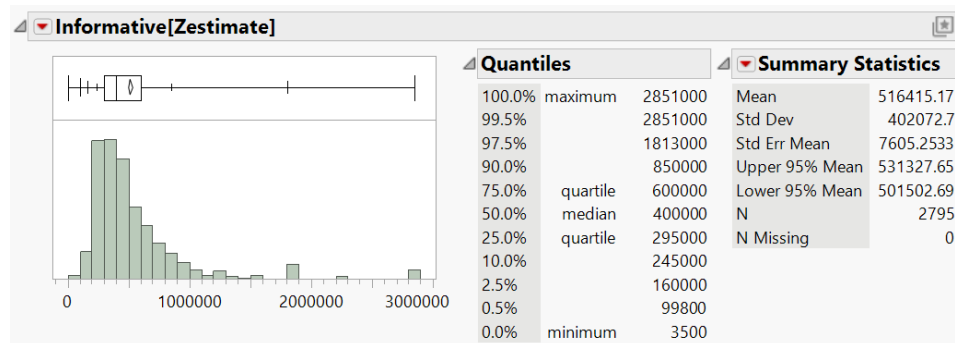 Informative[Zestimate]
0 1000000 2000000 3000000
Quantiles
100.0% maximum 2851000
99.5% 2851000
97.5% 1813000
90.0% 850000
75.0% quartile 600000
50.0% median 400000
25.0% quartile 295000
10.0% 245000
2.5% 160000
0.5% 99800
0.0% minimum 3500
Summary Statistics
Mean 516415.17
Std Dev 402072.7
Std Err Mean 7605.2533
Upper 95% Mean 531327.65
Lower 95% Mean 501502.69
N 2795
N Missing 0